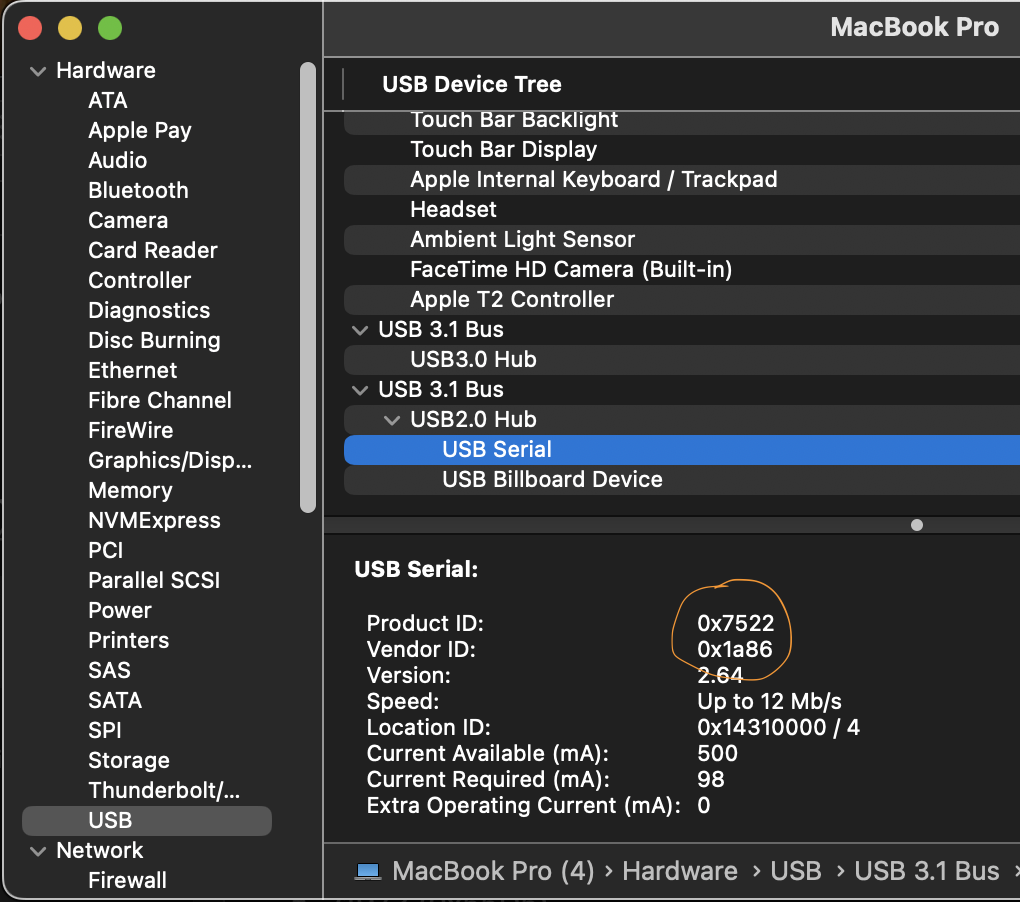 MacBook Pro
Hardware
ATA
Apple Pay
Audio
Bluetooth
Camera
Card Reader
Controller
Diagnostics
Disc Burning
Ethernet
Fibre Channel
FireWire
Graphics/Disp...
Memory
NVMExpress
PCI
Parallel SCSI
Power
Printers
SAS
SATA
SPI
Storage
Thunderbolt/...
USB
Network
Firewall
USB Device Tree
Touch Bar Backlight
Touch Bar Display
Apple Internal Keyboard / Trackpad
Headset
Ambient Light Sensor
FaceTime HD Camera (Built-in)
Apple T2 Controller
USB 3.1 Bus
USB3.0 Hub
USB 3.1 Bus
USB2.0 Hub
USB Serial
USB Billboard Device
USB Serial:
Product ID: 0x7522
Vendor ID: 0x1a86
Version: 2.64
Speed: Up to 12 Mb/s
Location ID: 0x14310000 / 4
Current Available (mA): 500
Current Required (mA): 98
Extra Operating Current (mA): 0
MacBook Pro (4) › Hardware › USB › USB 3.1 Bus ›